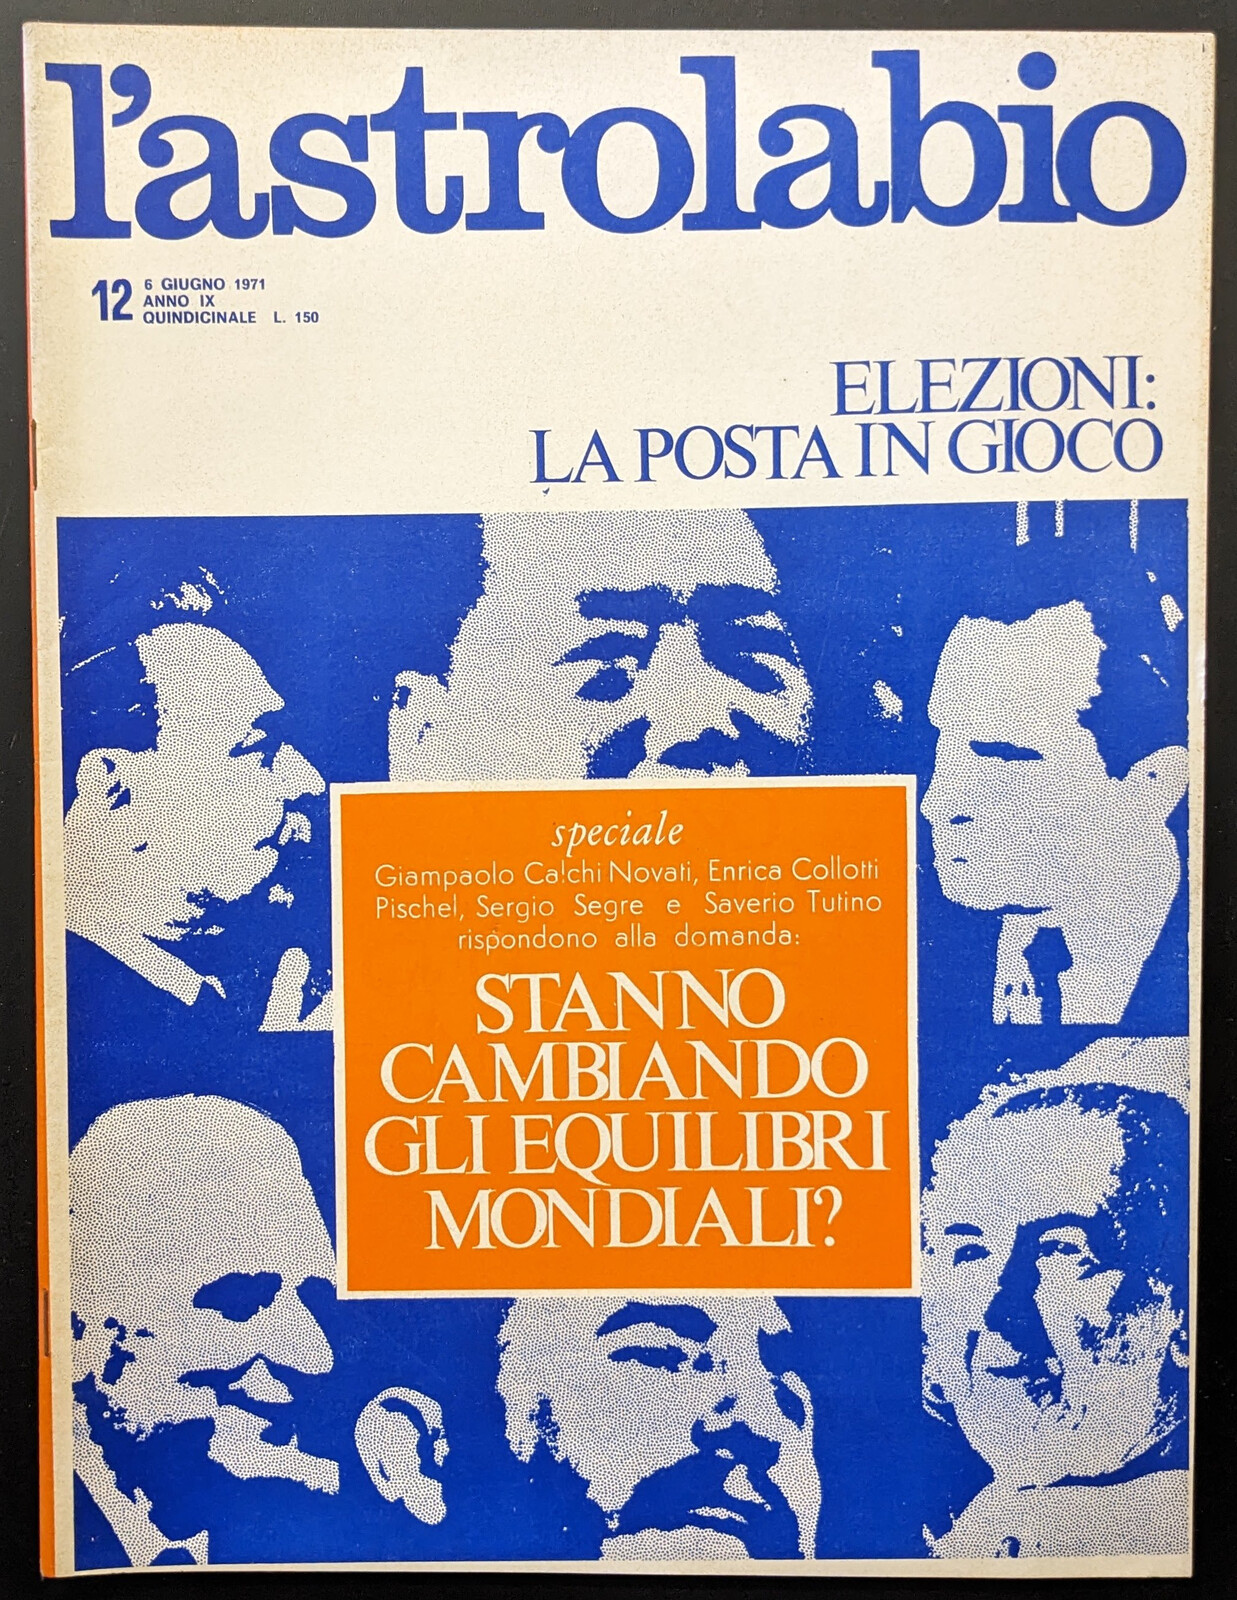 l'astrolabio
12
6 GIUGNO 1971
ANNO IX
QUINDICINALE L. 150
ELEZIONI:
LA POSTA IN GIOCO
speciale
Giampaolo Calchi Novati, Enrica Collotti
Pischel, Sergio Segre e Saverio Tutino
rispondono alla domanda:
STANNO
CAMBIANDO
GLI EQUILIBRI
MONDIALI?